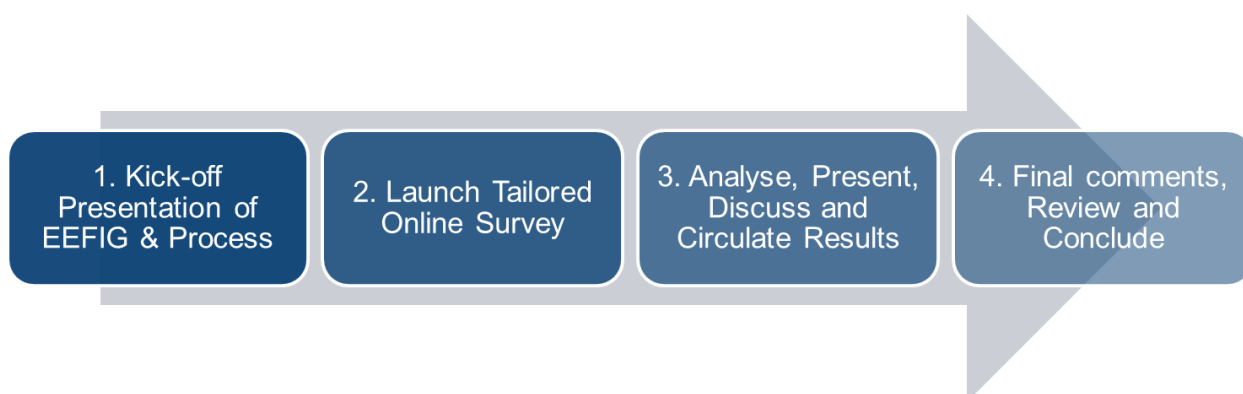 1. Kick-off
Presentation of
EEFIG & Process
2. Launch Tailored
Online Survey
3. Analyse, Present,
Discuss and
Circulate Results
4. Final comments,
Review and
Conclude